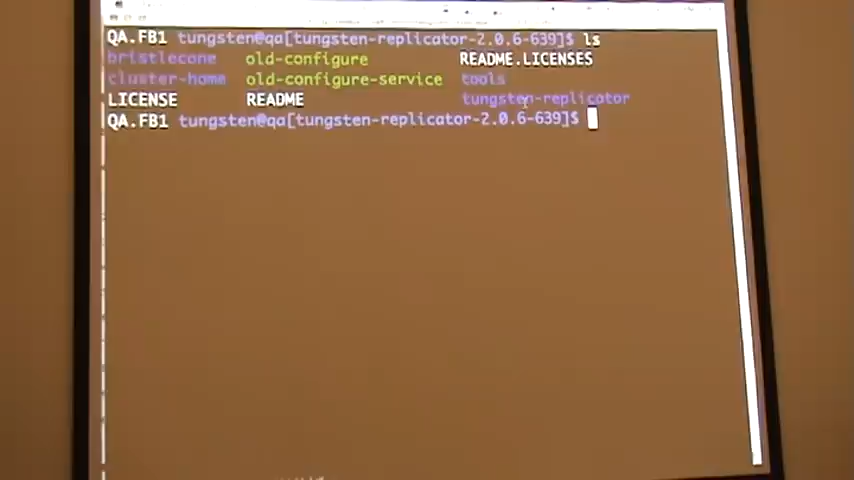 QA.FB1 tungsten@qa[tungsten-replicator-2.0.6-639]$ ls
bristlecone old-configure README.LICENSES
cluster-home old-configure-service tools
LICENSE README tungsten-replicator
QA.FB1 tungsten@qa[tungsten-replicator-2.0.6-639]$